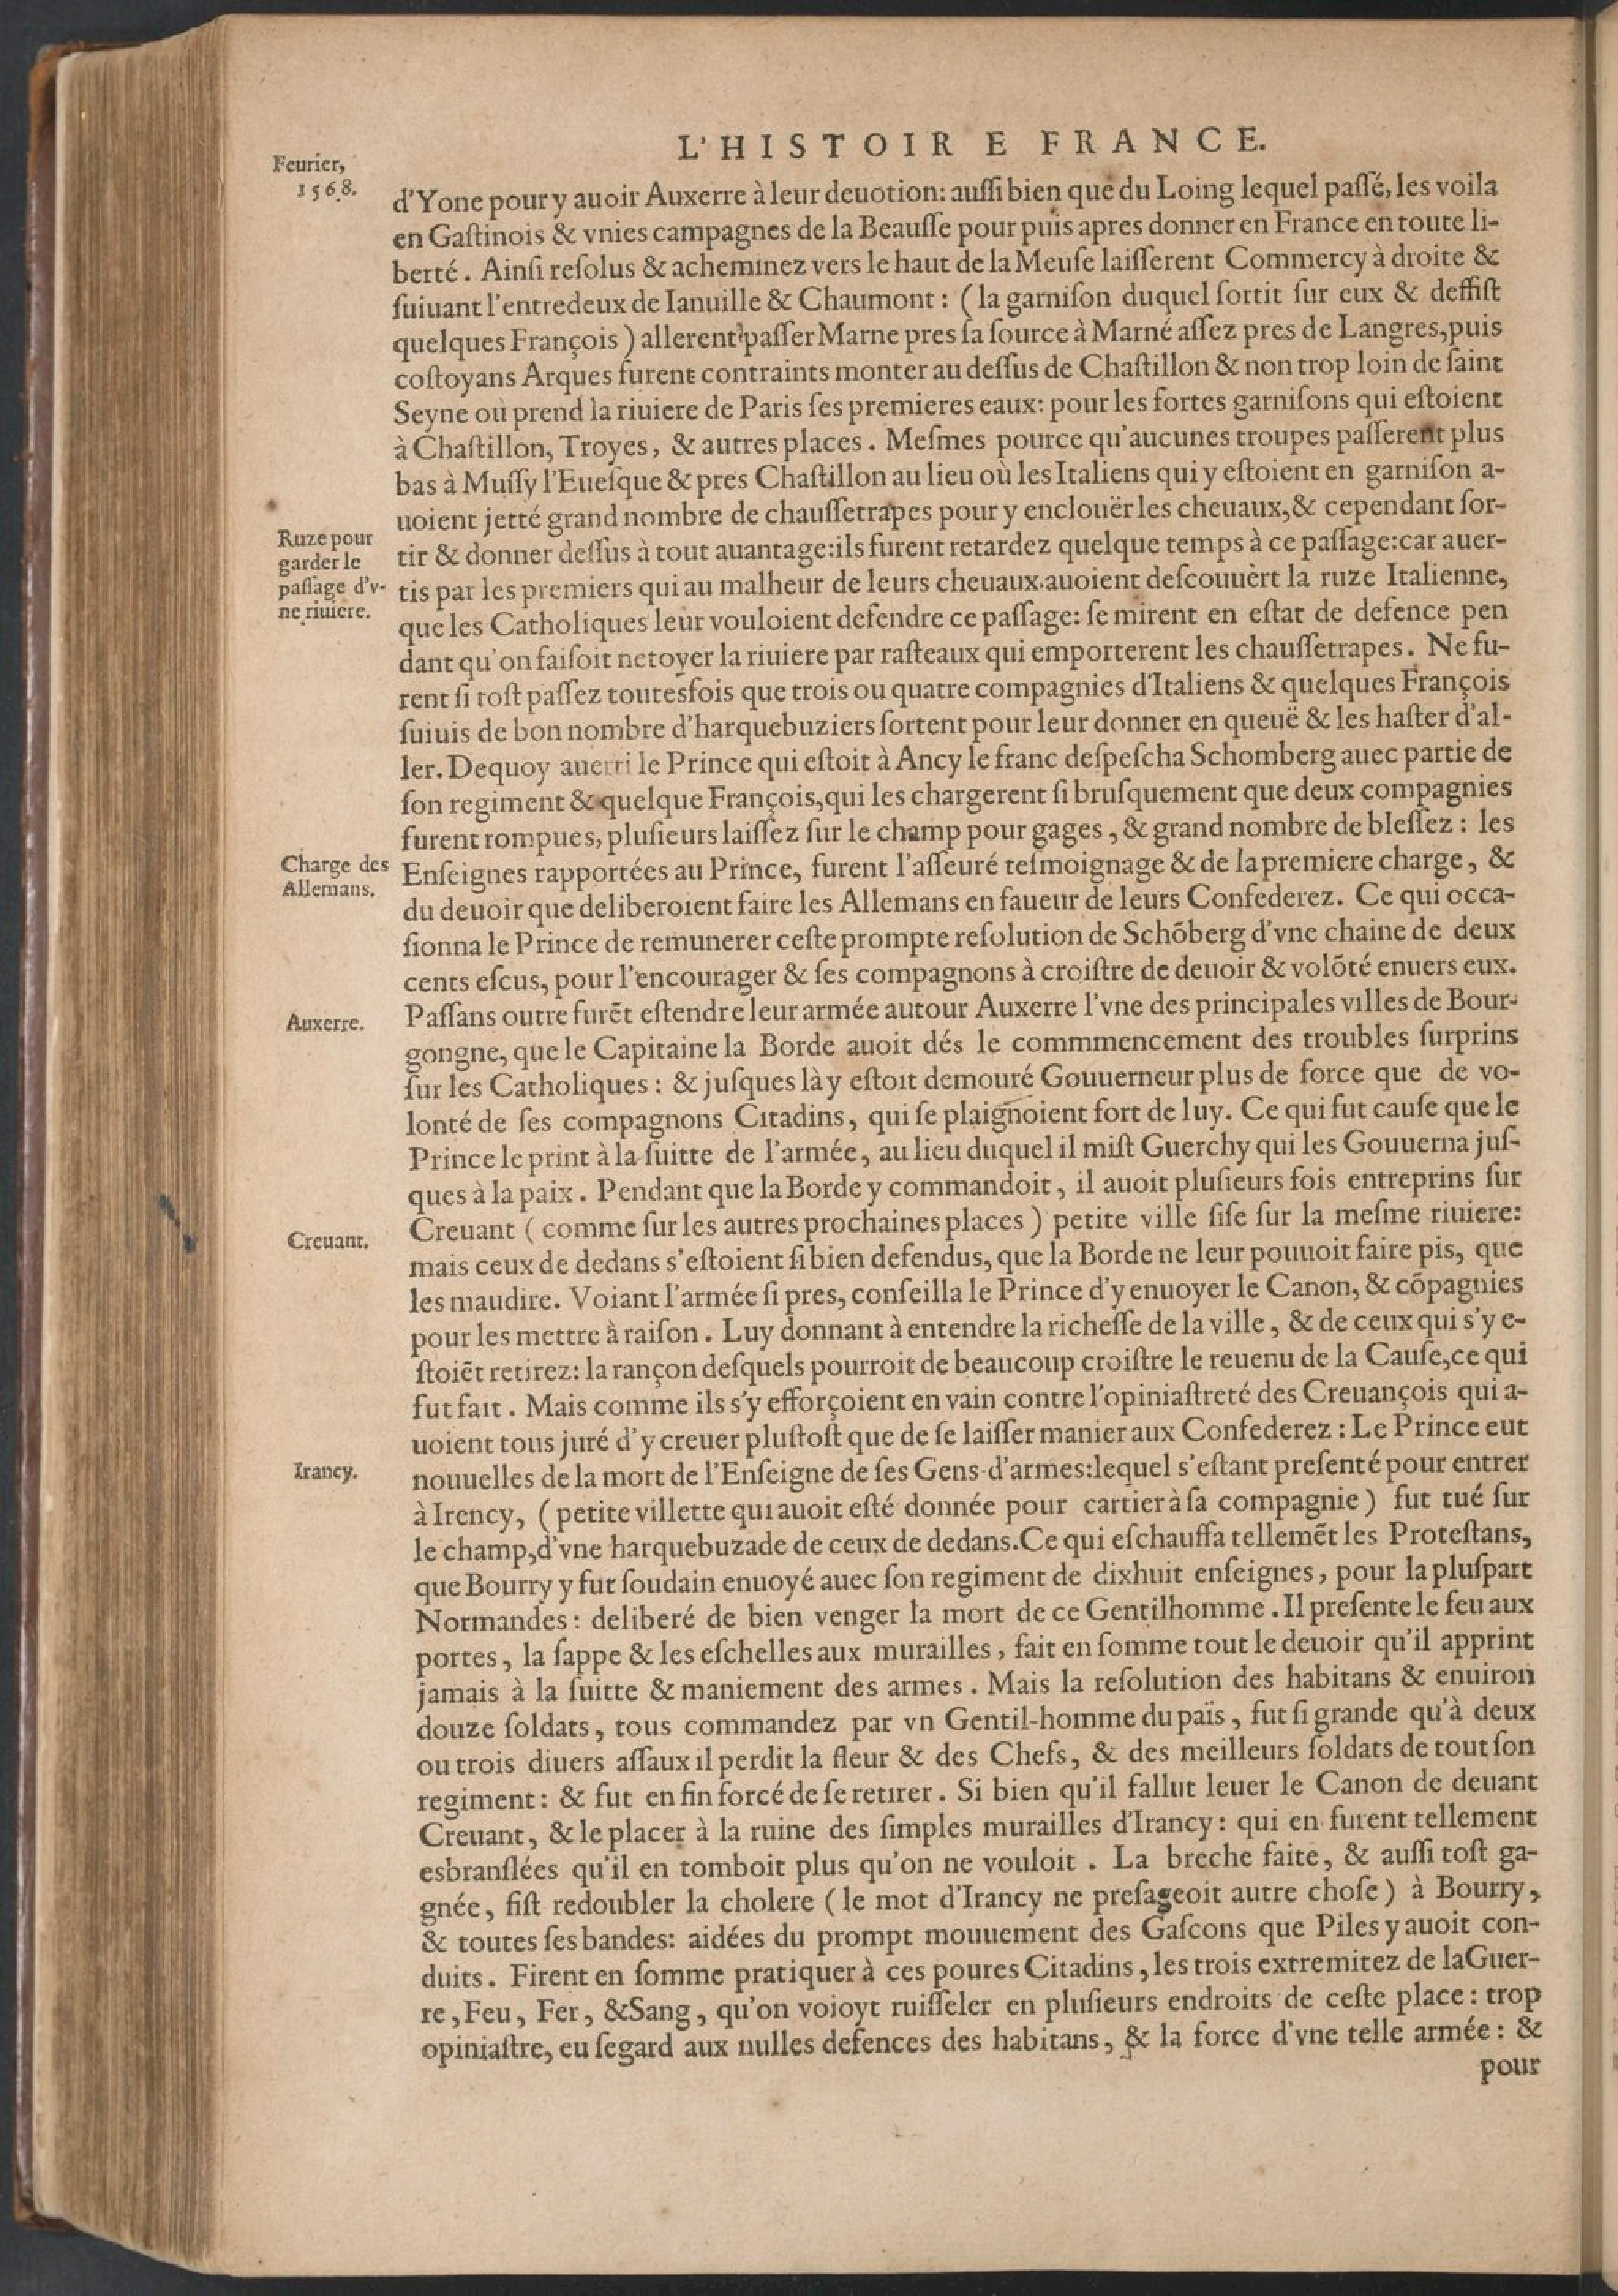 L'HISTOIRE FRANCE.
Feurier,
1568.
d'Yone pour y auoir Auxerre à leur deuotion: auſſi bien que du Loing lequel paſſé, les voila
en Gaſtinois & vnies campagnes de la Beauſſe pour puis apres donner en France en toute li-
berté. Ainſi reſolus & acheminez vers le haut de la Meuſe laiſſerent Commercy à droite &
ſuiuant l'entredeux de Ianuille & Chaumont: (la garniſon duquel ſortit ſur eux & deffiſt
quelques François) allerent paſſer Marne pres ſa ſource à Marné aſſez pres de Langres, puis
coſtoyans Arques furent contraints monter au deſſus de Chaſtillon & non trop loin de ſaint
Seyne où prend la riuiere de Paris ſes premieres eaux: pour les fortes garniſons qui eſtoient
à Chaſtillon, Troyes, & autres places. Meſmes pource qu'aucunes troupes paſſerent plus
bas à Muſſy l'Eueſque & pres Chaſtillon au lieu où les Italiens qui y eſtoient en garniſon a-
uoient jetté grand nombre de chauſſetrapes pour y enclouër les cheuaux, & cependant ſor-
Ruze pour
garder le
paſſage d'v-
ne riuiere.
tir & donner deſſus à tout auantage: ils furent retardez quelque temps à ce paſſage: car auer-
tis par les premiers qui au malheur de leurs cheuaux auoient deſcouuèrt la ruze Italienne,
que les Catholiques leur vouloient defendre ce paſſage: ſe mirent en eſtat de defence pen
dant qu'on faiſoit netoyer la riuiere par raſteaux qui emporterent les chauſſetrapes. Ne fu-
rent ſi toſt paſſez toutesfois que trois ou quatre compagnies d'Italiens & quelques François
ſuiuis de bon nombre d'harquebuziers ſortent pour leur donner en queuë & les haſter d'al-
ler. Dequoy auerti le Prince qui eſtoit à Ancy le franc deſpeſcha Schomberg auec partie de
ſon regiment & quelque François, qui les chargerent ſi bruſquement que deux compagnies
furent rompues, pluſieurs laiſſez ſur le champ pour gages, & grand nombre de bleſſez: les
Charge des
Allemans.
Enſeignes rapportées au Prince, furent l'aſſeuré teſmoignage & de la premiere charge, &
du deuoir que deliberoient faire les Allemans en faueur de leurs Confederez. Ce qui occa-
ſionna le Prince de remunerer ceſte prompte reſolution de Schõberg d'vne chaine de deux
cents eſcus, pour l'encourager & ſes compagnons à croiſtre de deuoir & volõté enuers eux.
Auxerre.
Paſſans outre furẽt eſtendre leur armée autour Auxerre l'vne des principales villes de Bour-
gongne, que le Capitaine la Borde auoit dés le commmencement des troubles ſurprins
ſur les Catholiques: & juſques là y eſtoit demouré Gouuerneur plus de force que de vo-
lonté de ſes compagnons Citadins, qui ſe plaignoient fort de luy. Ce qui fut cauſe que le
Prince le print à la ſuitte de l'armée, au lieu duquel il miſt Guerchy qui les Gouuerna juſ-
ques à la paix. Pendant que la Borde y commandoit, il auoit pluſieurs fois entreprins ſur
Creuant.
Creuant (comme ſur les autres prochaines places) petite ville ſiſe ſur la meſme riuiere:
mais ceux de dedans s'eſtoient ſi bien defendus, que la Borde ne leur pouuoit faire pis, que
les maudire. Voiant l'armée ſi pres, conſeilla le Prince d'y enuoyer le Canon, & cõpagnies
pour les mettre à raiſon. Luy donnant à entendre la richeſſe de la ville, & de ceux qui s'y e-
ſtoiẽt retirez: la rançon deſquels pourroit de beaucoup croiſtre le reuenu de la Cauſe, ce qui
fut fait. Mais comme ils s'y efforçoient en vain contre l'opiniaſtreté des Creuançois qui a-
uoient tous juré d'y creuer pluſtoſt que de ſe laiſſer manier aux Confederez: Le Prince eut
Irancy.
nouuelles de la mort de l'Enſeigne de ſes Gens-d'armes: lequel s'eſtant preſenté pour entrer
à Irency, (petite villette qui auoit eſté donnée pour cartier à ſa compagnie) fut tué ſur
le champ, d'vne harquebuzade de ceux de dedans. Ce qui eſchauffa tellemẽt les Proteſtans,
que Bourry y fut ſoudain enuoyé auec ſon regiment de dixhuit enſeignes, pour la pluſpart
Normandes: deliberé de bien venger la mort de ce Gentilhomme. Il preſente le feu aux
portes, la ſappe & les eſchelles aux murailles, fait en ſomme tout le deuoir qu'il apprint
jamais à la ſuitte & maniement des armes. Mais la reſolution des habitans & enuiron
douze ſoldats, tous commandez par vn Gentil-homme du païs, fut ſi grande qu'à deux
ou trois diuers aſſaux il perdit la fleur & des Chefs, & des meilleurs ſoldats de tout ſon
regiment: & fut en fin forcé de ſe retirer. Si bien qu'il fallut leuer le Canon de deuant
Creuant, & le placer à la ruine des ſimples murailles d'Irancy: qui en furent tellement
esbranſlées qu'il en tomboit plus qu'on ne vouloit. La breche faite, & auſſi toſt ga-
gnée, fiſt redoubler la cholere (le mot d'Irancy ne preſageoit autre choſe) à Bourry,
& toutes ſes bandes: aidées du prompt mouuement des Gaſcons que Piles y auoit con-
duits. Firent en ſomme pratiquer à ces poures Citadins, les trois extremitez de la Guer-
re, Feu, Fer, & Sang, qu'on voioyt ruiſſeler en pluſieurs endroits de ceſte place: trop
opiniaſtre, eu ſegard aux nulles defences des habitans, & la force d'vne telle armée: &
pour